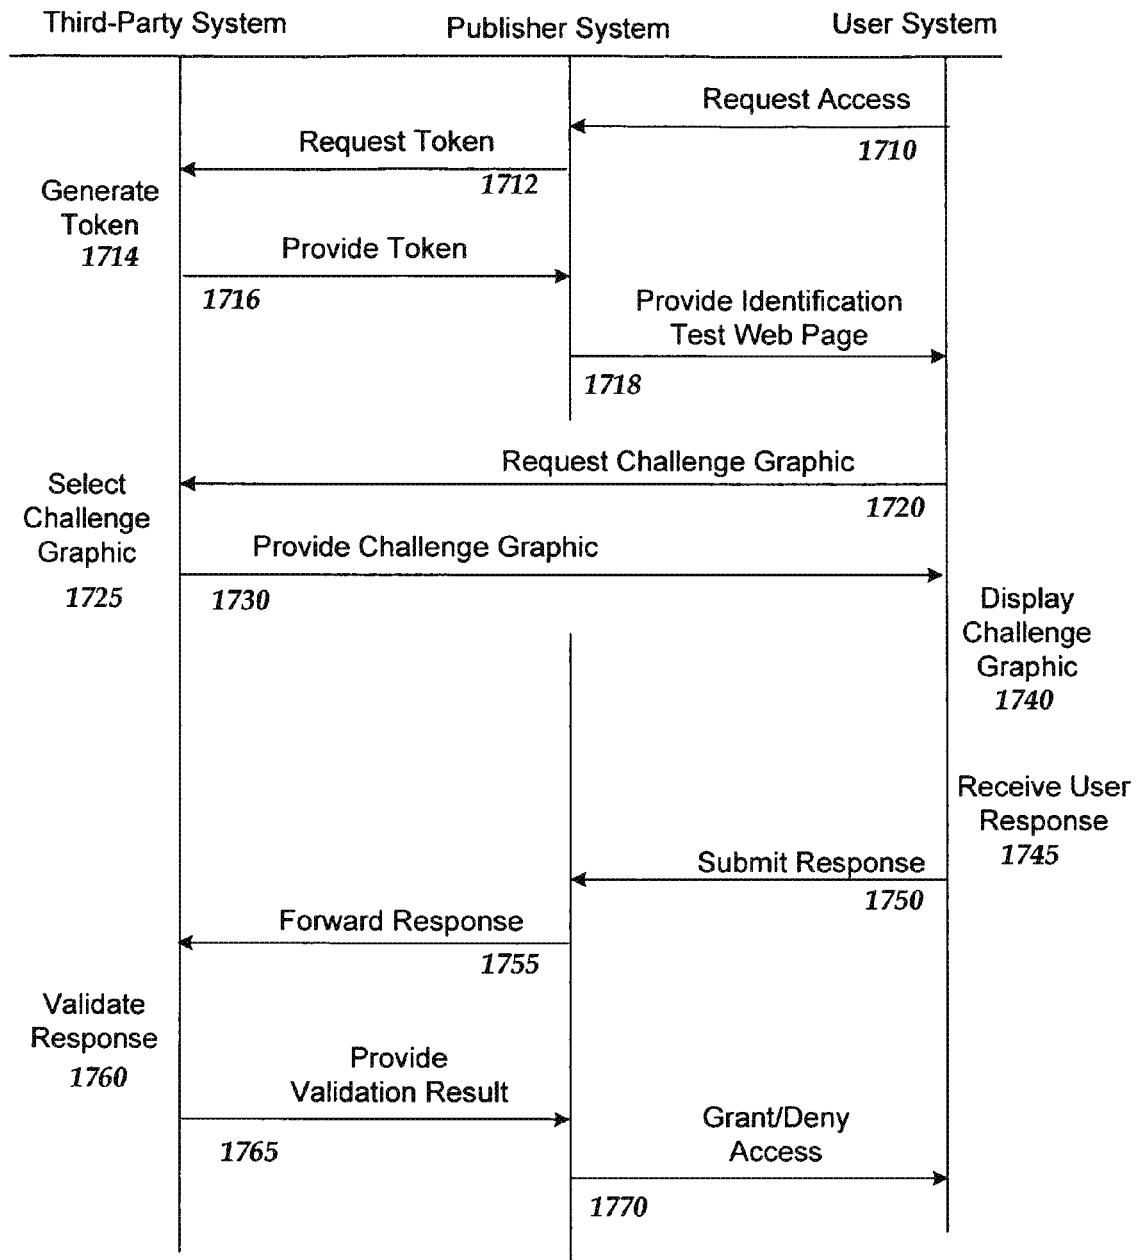 Third-Party System
Publisher System
User System
Request Access
1710
Request Token
1712
Generate
Token
1714
Provide Token
1716
Provide Identification
Test Web Page
1718
Request Challenge Graphic
1720
Select
Challenge
Graphic
1725
Provide Challenge Graphic
1730
Display
Challenge
Graphic
1740
Receive User
Response
1745
Submit Response
1750
Forward Response
1755
Validate
Response
1760
Provide
Validation Result
1765
Grant/Deny
Access
1770